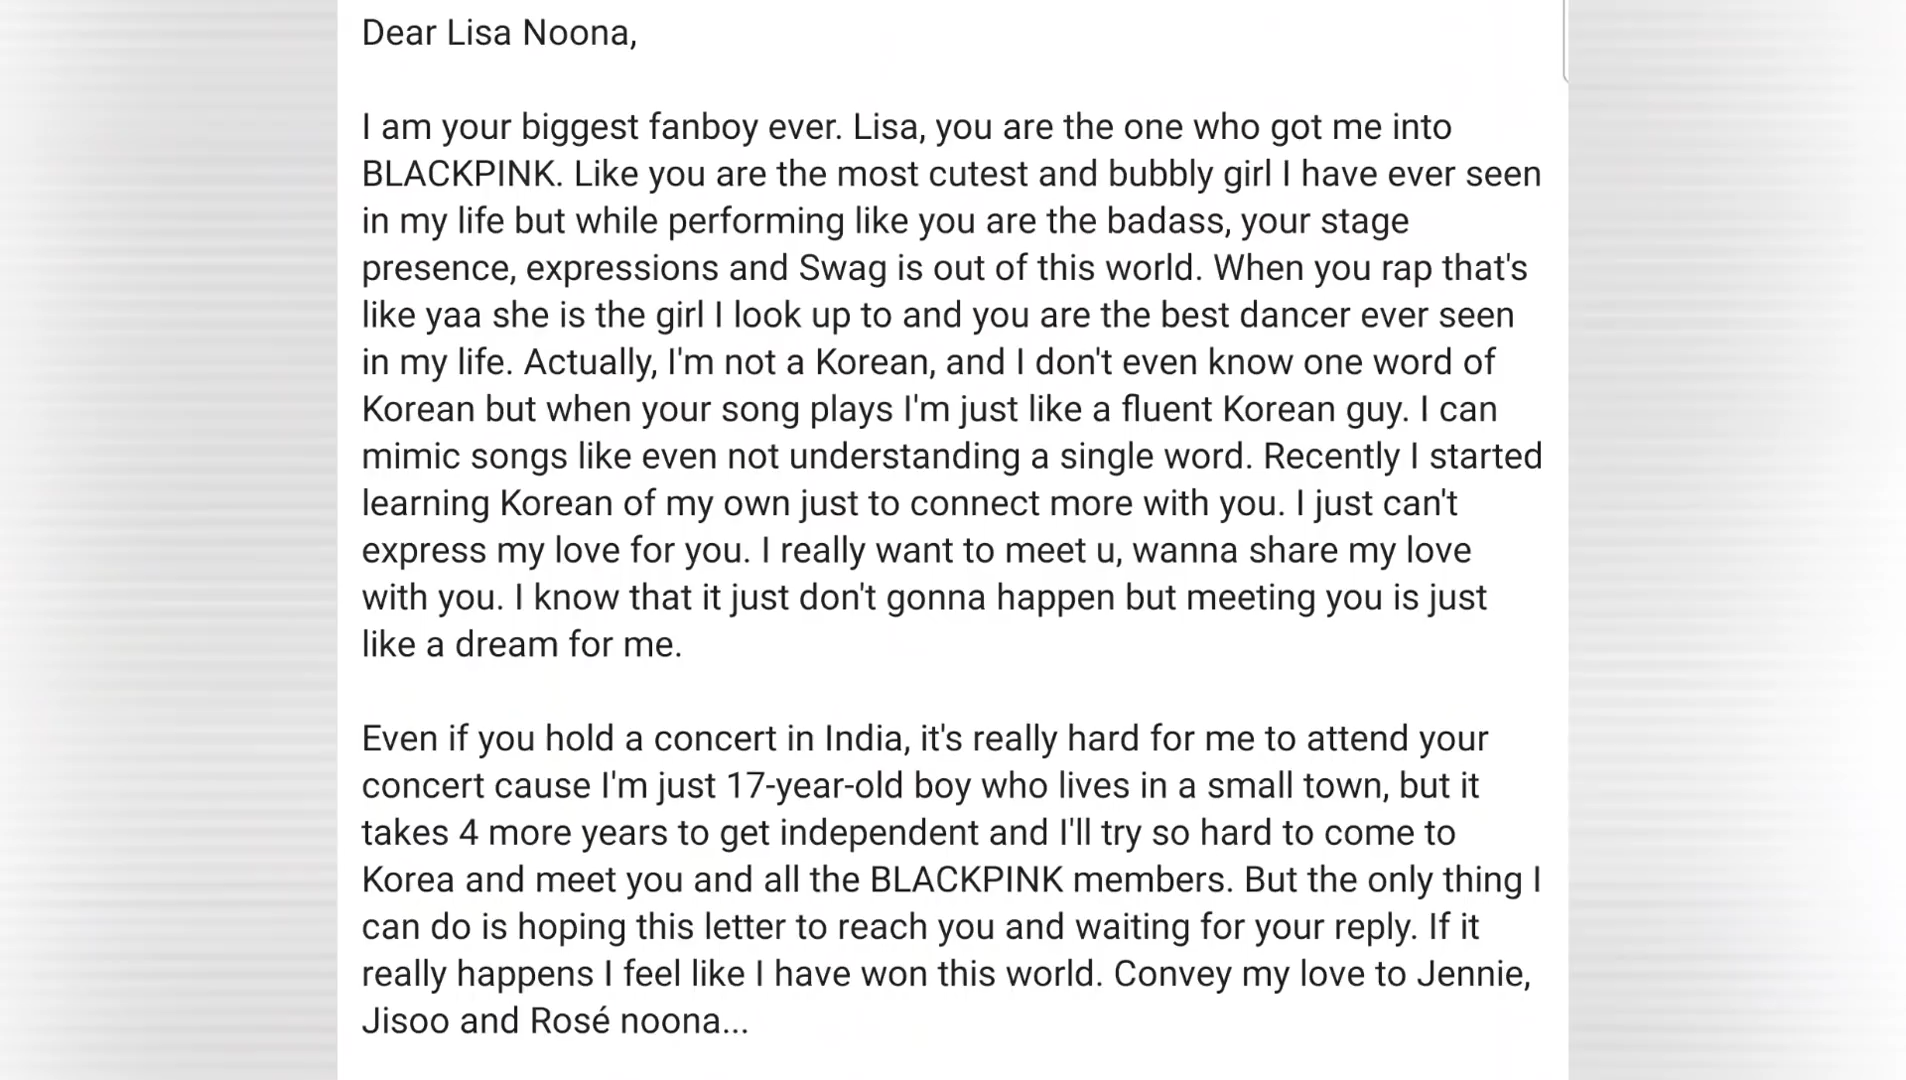 Dear Lisa Noona,
I am your biggest fanboy ever. Lisa, you are the one who got me into
BLACKPINK. Like you are the most cutest and bubbly girl I have ever seen
in my life but while performing like you are the badass, your stage
presence, expressions and Swag is out of this world. When you rap that's
like yaa she is the girl I look up to and you are the best dancer ever seen
in my life. Actually, I'm not a Korean, and I don't even know one word of
Korean but when your song plays I'm just like a fluent Korean guy. I can
mimic songs like even not understanding a single word. Recently I started
learning Korean of my own just to connect more with you. I just can't
express my love for you. I really want to meet u, wanna share my love
with you. I know that it just don't gonna happen but meeting you is just
like a dream for me.
Even if you hold a concert in India, it's really hard for me to attend your
concert cause I'm just 17-year-old boy who lives in a small town, but it
takes 4 more years to get independent and I'll try so hard to come to
Korea and meet you and all the BLACKPINK members. But the only thing I
can do is hoping this letter to reach you and waiting for your reply. If it
really happens I feel like I have won this world. Convey my love to Jennie,
Jisoo and Rosé noona...